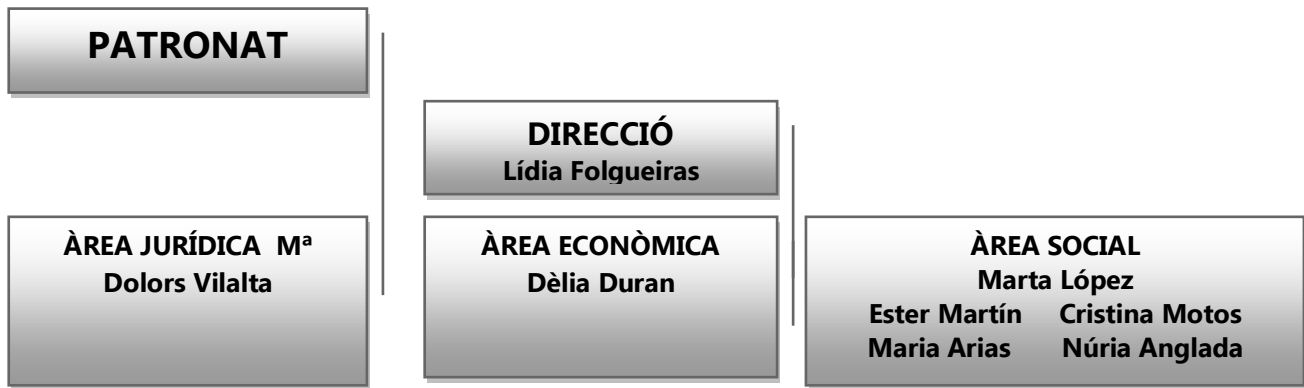 PATRONAT
DIRECCIÓ
Lídia Folgueiras
ÀREA JURÍDICA Mª
Dolors Vilalta
ÀREA ECONÒMICA
Dèlia Duran
ÀREA SOCIAL
Marta López
Ester Martín Cristina Motos
Maria Arias Núria Anglada